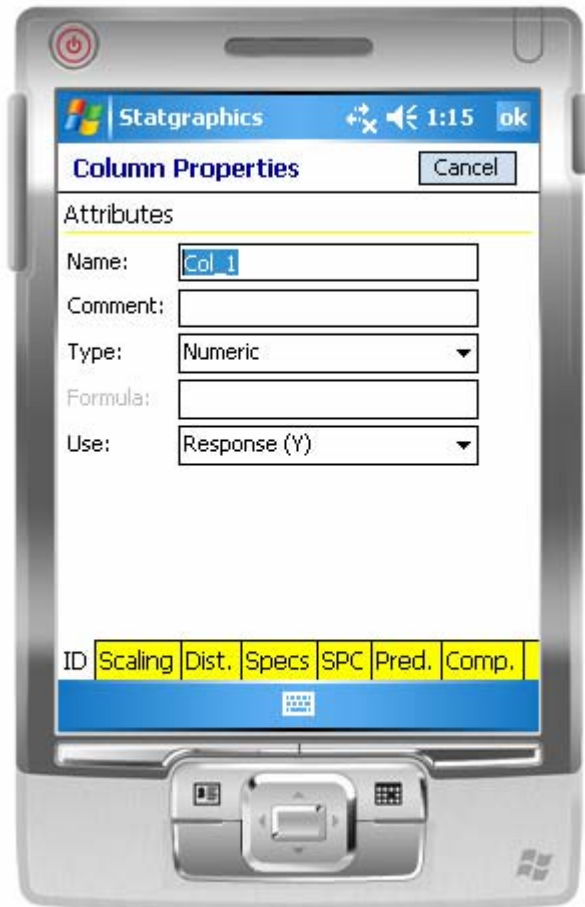 Statgraphics 1:15 ok
Column Properties Cancel
Attributes
Name: Col_1
Comment:
Type: Numeric
Formula:
Use: Response (Y)
ID Scaling Dist. Specs SPC Pred. Comp.